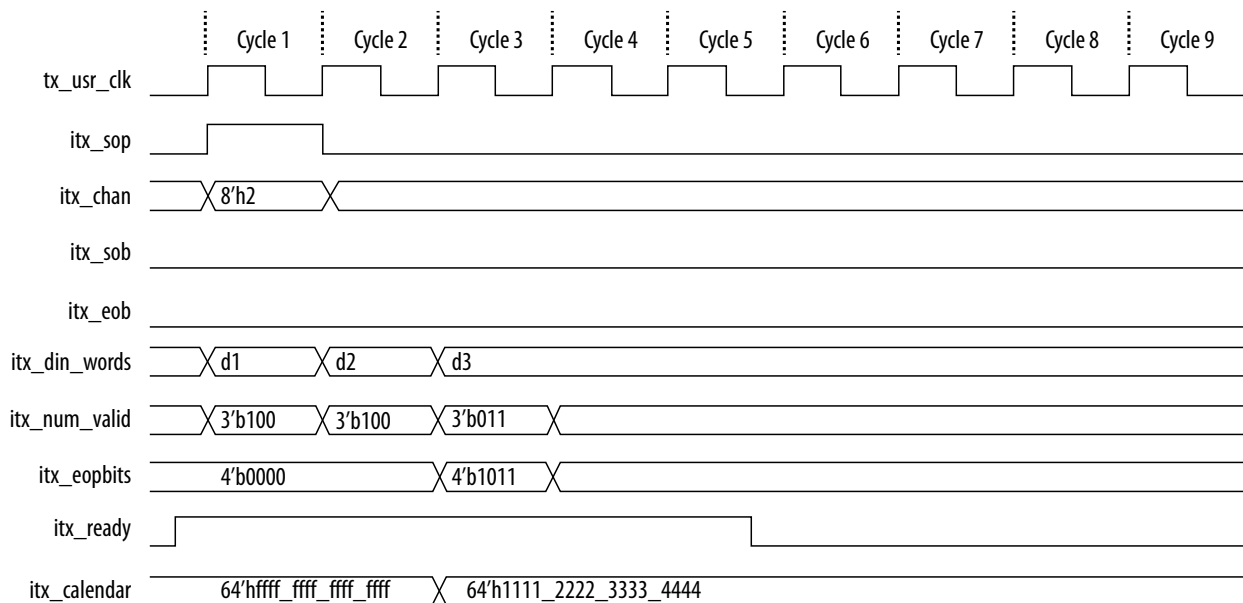 Cycle 1 Cycle 2 Cycle 3 Cycle 4 Cycle 5 Cycle 6 Cycle 7 Cycle 8 Cycle 9
tx_usr_clk
itx_sop
itx_chan 8’h2
itx_sob
itx_eob
itx_din_words d1 d2 d3
itx_num_valid 3’b100 3’b100 3’b011
itx_eopbits 4’b0000 4’b1011
itx_ready
itx_calendar 64’hffff_ffff_ffff_ffff 64’h1111_2222_3333_4444